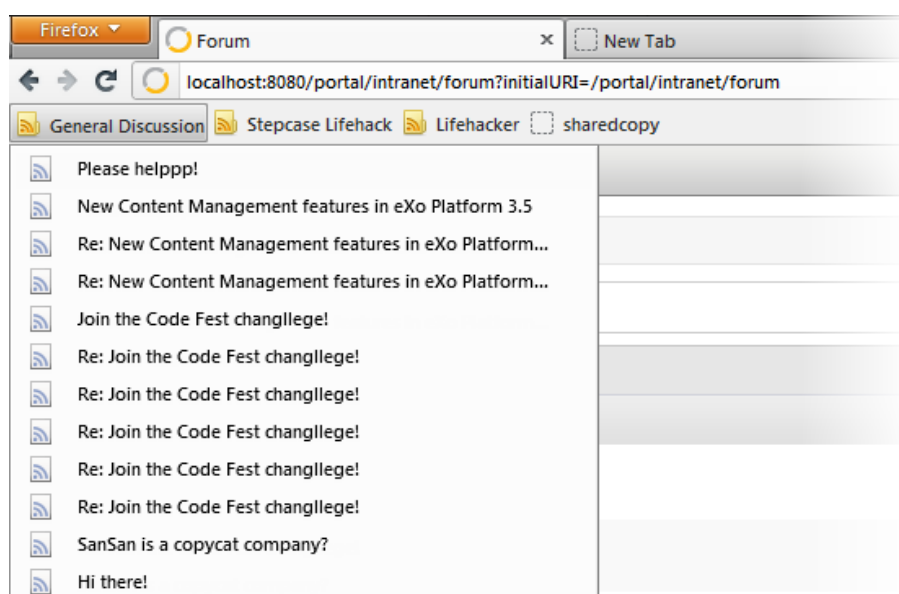 Firefox
Forum
New Tab
localhost:8080/portal/intranet/forum?initialURI=/portal/intranet/forum
General Discussion Stepcase Lifehack Lifehacker sharedcopy
Please helppp!
New Content Management features in eXo Platform 3.5
Re: New Content Management features in eXo Platform...
Re: New Content Management features in eXo Platform...
Join the Code Fest changllege!
Re: Join the Code Fest changllege!
Re: Join the Code Fest changllege!
Re: Join the Code Fest changllege!
Re: Join the Code Fest changllege!
Re: Join the Code Fest changllege!
SanSan is a copycat company?
Hi there!